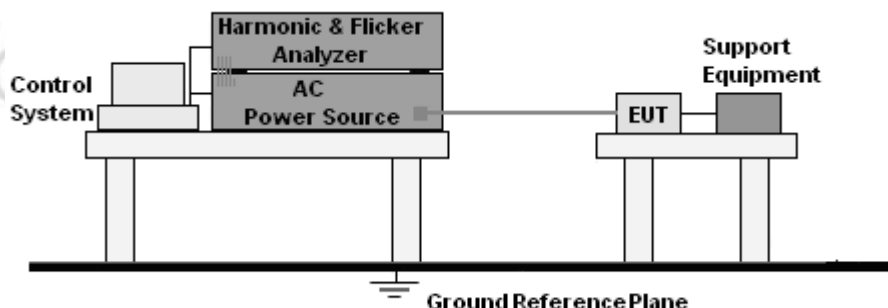 Harmonic & Flicker
Analyzer
Control
System
AC
Power Source
Support
Equipment
EUT
Ground Reference Plane